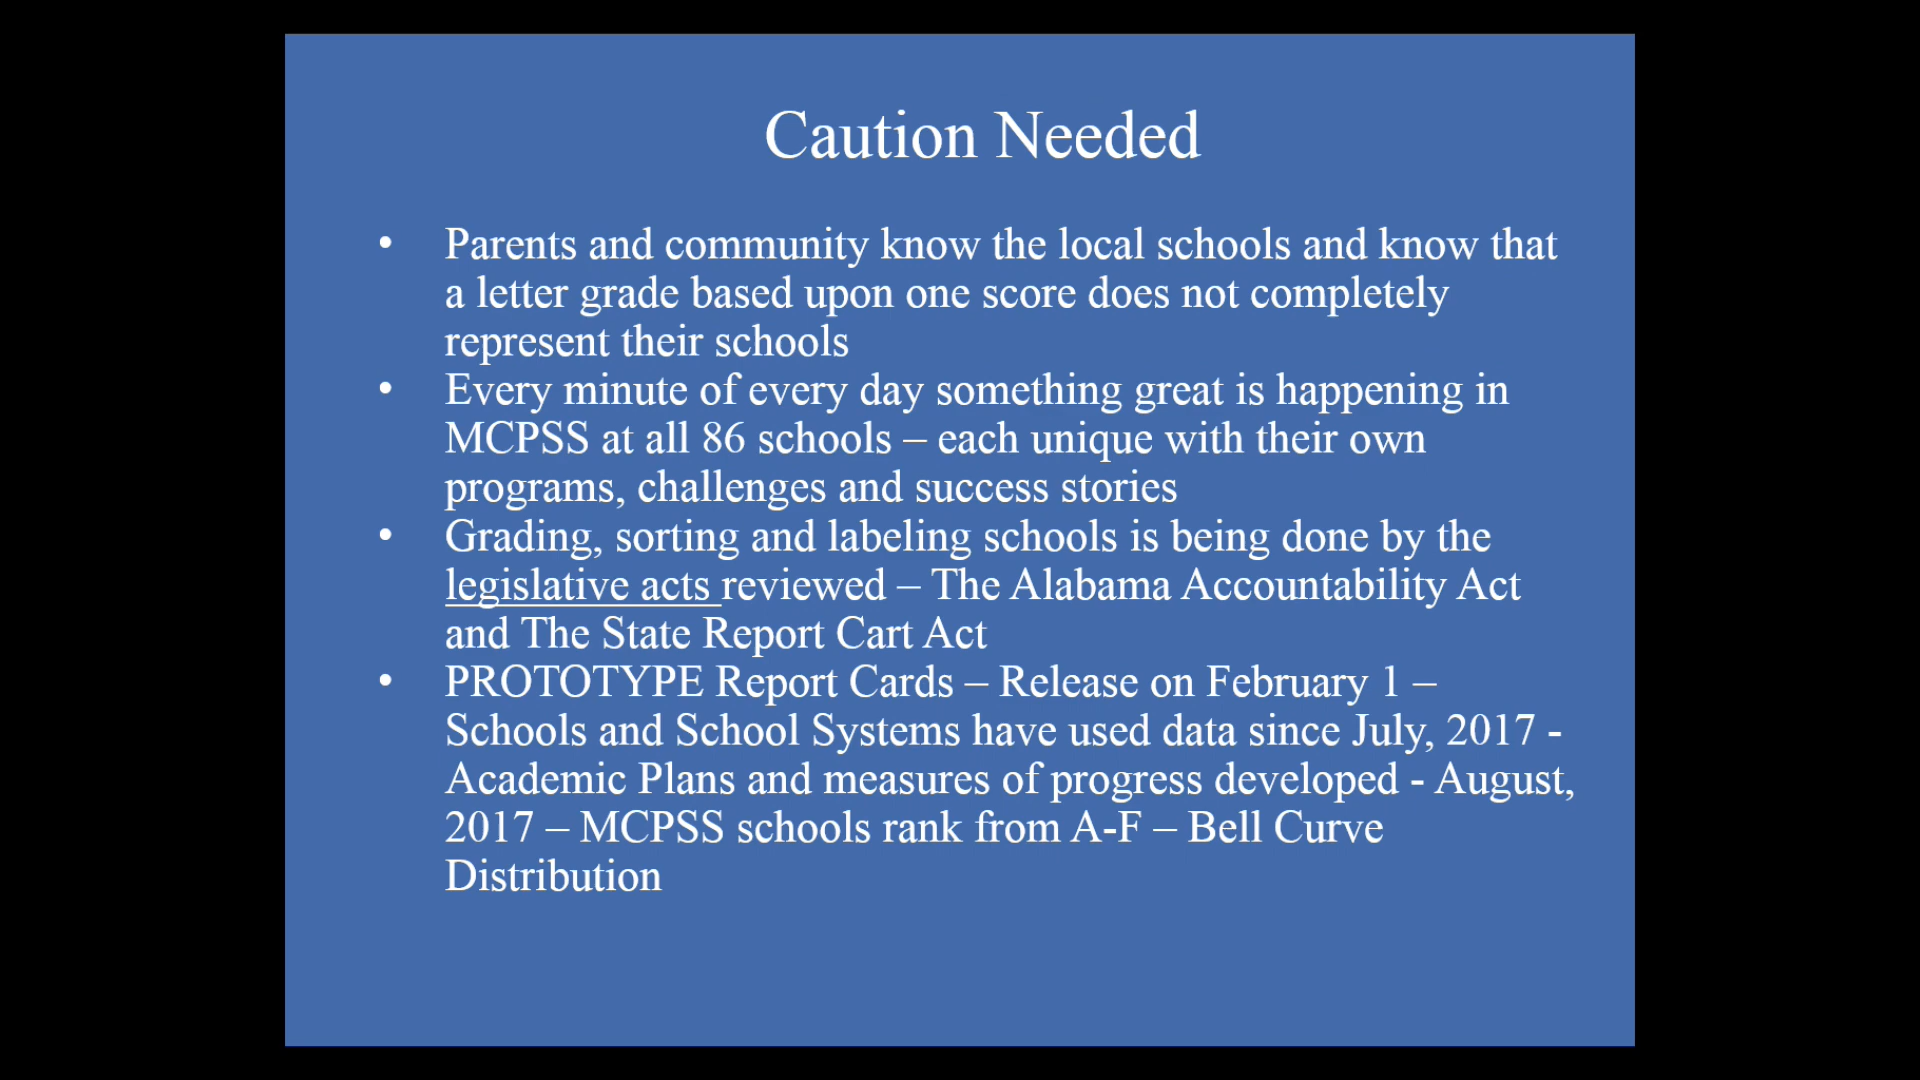 Caution Needed
• Parents and community know the local schools and know that
a letter grade based upon one score does not completely
represent their schools
• Every minute of every day something great is happening in
MCPSS at all 86 schools – each unique with their own
programs, challenges and success stories
• Grading, sorting and labeling schools is being done by the
legislative acts reviewed – The Alabama Accountability Act
and The State Report Cart Act
• PROTOTYPE Report Cards – Release on February 1 –
Schools and School Systems have used data since July, 2017 -
Academic Plans and measures of progress developed - August,
2017 – MCPSS schools rank from A-F – Bell Curve
Distribution